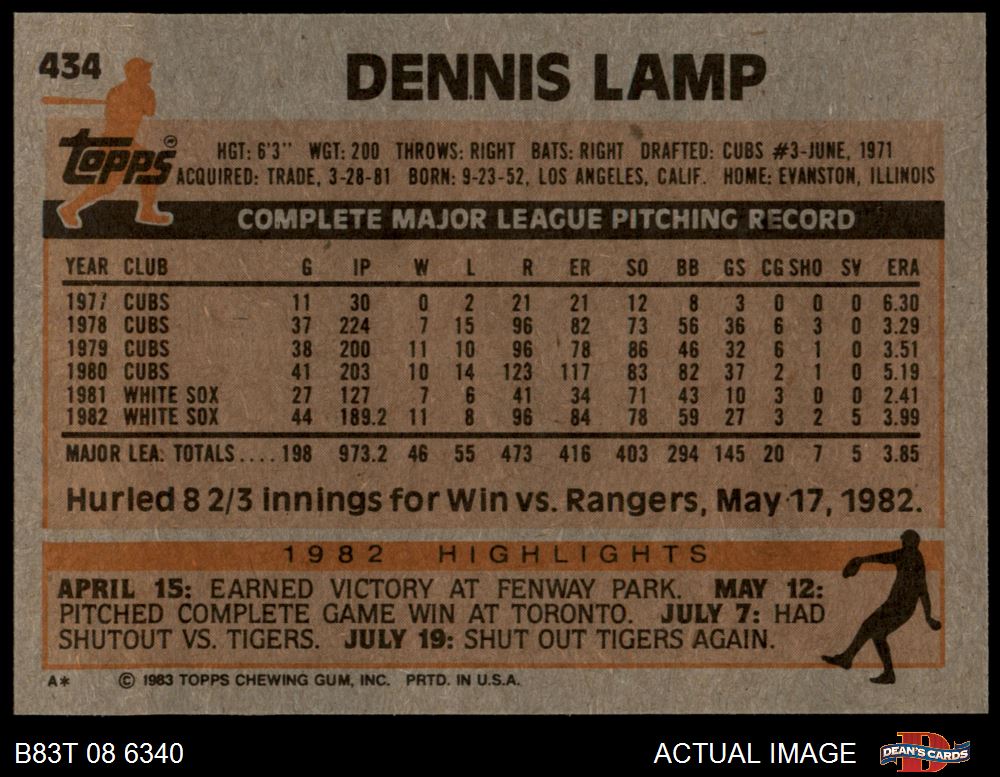 434
DENNIS LAMP
TOPPS
HGT: 6'3" WGT: 200 THROWS: RIGHT BATS: RIGHT DRAFTED: CUBS #3-JUNE, 1971
ACQUIRED: TRADE, 3-28-81 BORN: 9-23-52, LOS ANGELES, CALIF. HOME: EVANSTON, ILLINOIS
COMPLETE MAJOR LEAGUE PITCHING RECORD
YEAR CLUB G IP W L R ER SO BB GS CG SHO SV ERA
1977 CUBS 11 30 0 2 21 21 12 8 3 0 0 0 6.30
1978 CUBS 37 224 7 15 96 82 73 56 36 6 3 0 3.29
1979 CUBS 38 200 11 10 96 78 86 46 32 6 1 0 3.51
1980 CUBS 41 203 10 14 123 117 83 82 37 2 1 0 5.19
1981 WHITE SOX 27 127 7 6 41 34 71 43 10 3 0 0 2.41
1982 WHITE SOX 44 189.2 11 8 96 84 78 59 27 3 2 5 3.99
MAJOR LEA. TOTALS.... 198 973.2 46 55 473 416 403 294 145 20 7 5 3.85
Hurled 8 2/3 innings for Win vs. Rangers, May 17, 1982.
1982 HIGHLIGHTS
APRIL 15: EARNED VICTORY AT FENWAY PARK. MAY 12:
PITCHED COMPLETE GAME WIN AT TORONTO. JULY 7: HAD
SHUTOUT VS. TIGERS. JULY 19: SHUT OUT TIGERS AGAIN.
A* © 1983 TOPPS CHEWING GUM, INC. PRTD. IN U.S.A.
B83T 08 6340 ACTUAL IMAGE DEAN'S CARDS